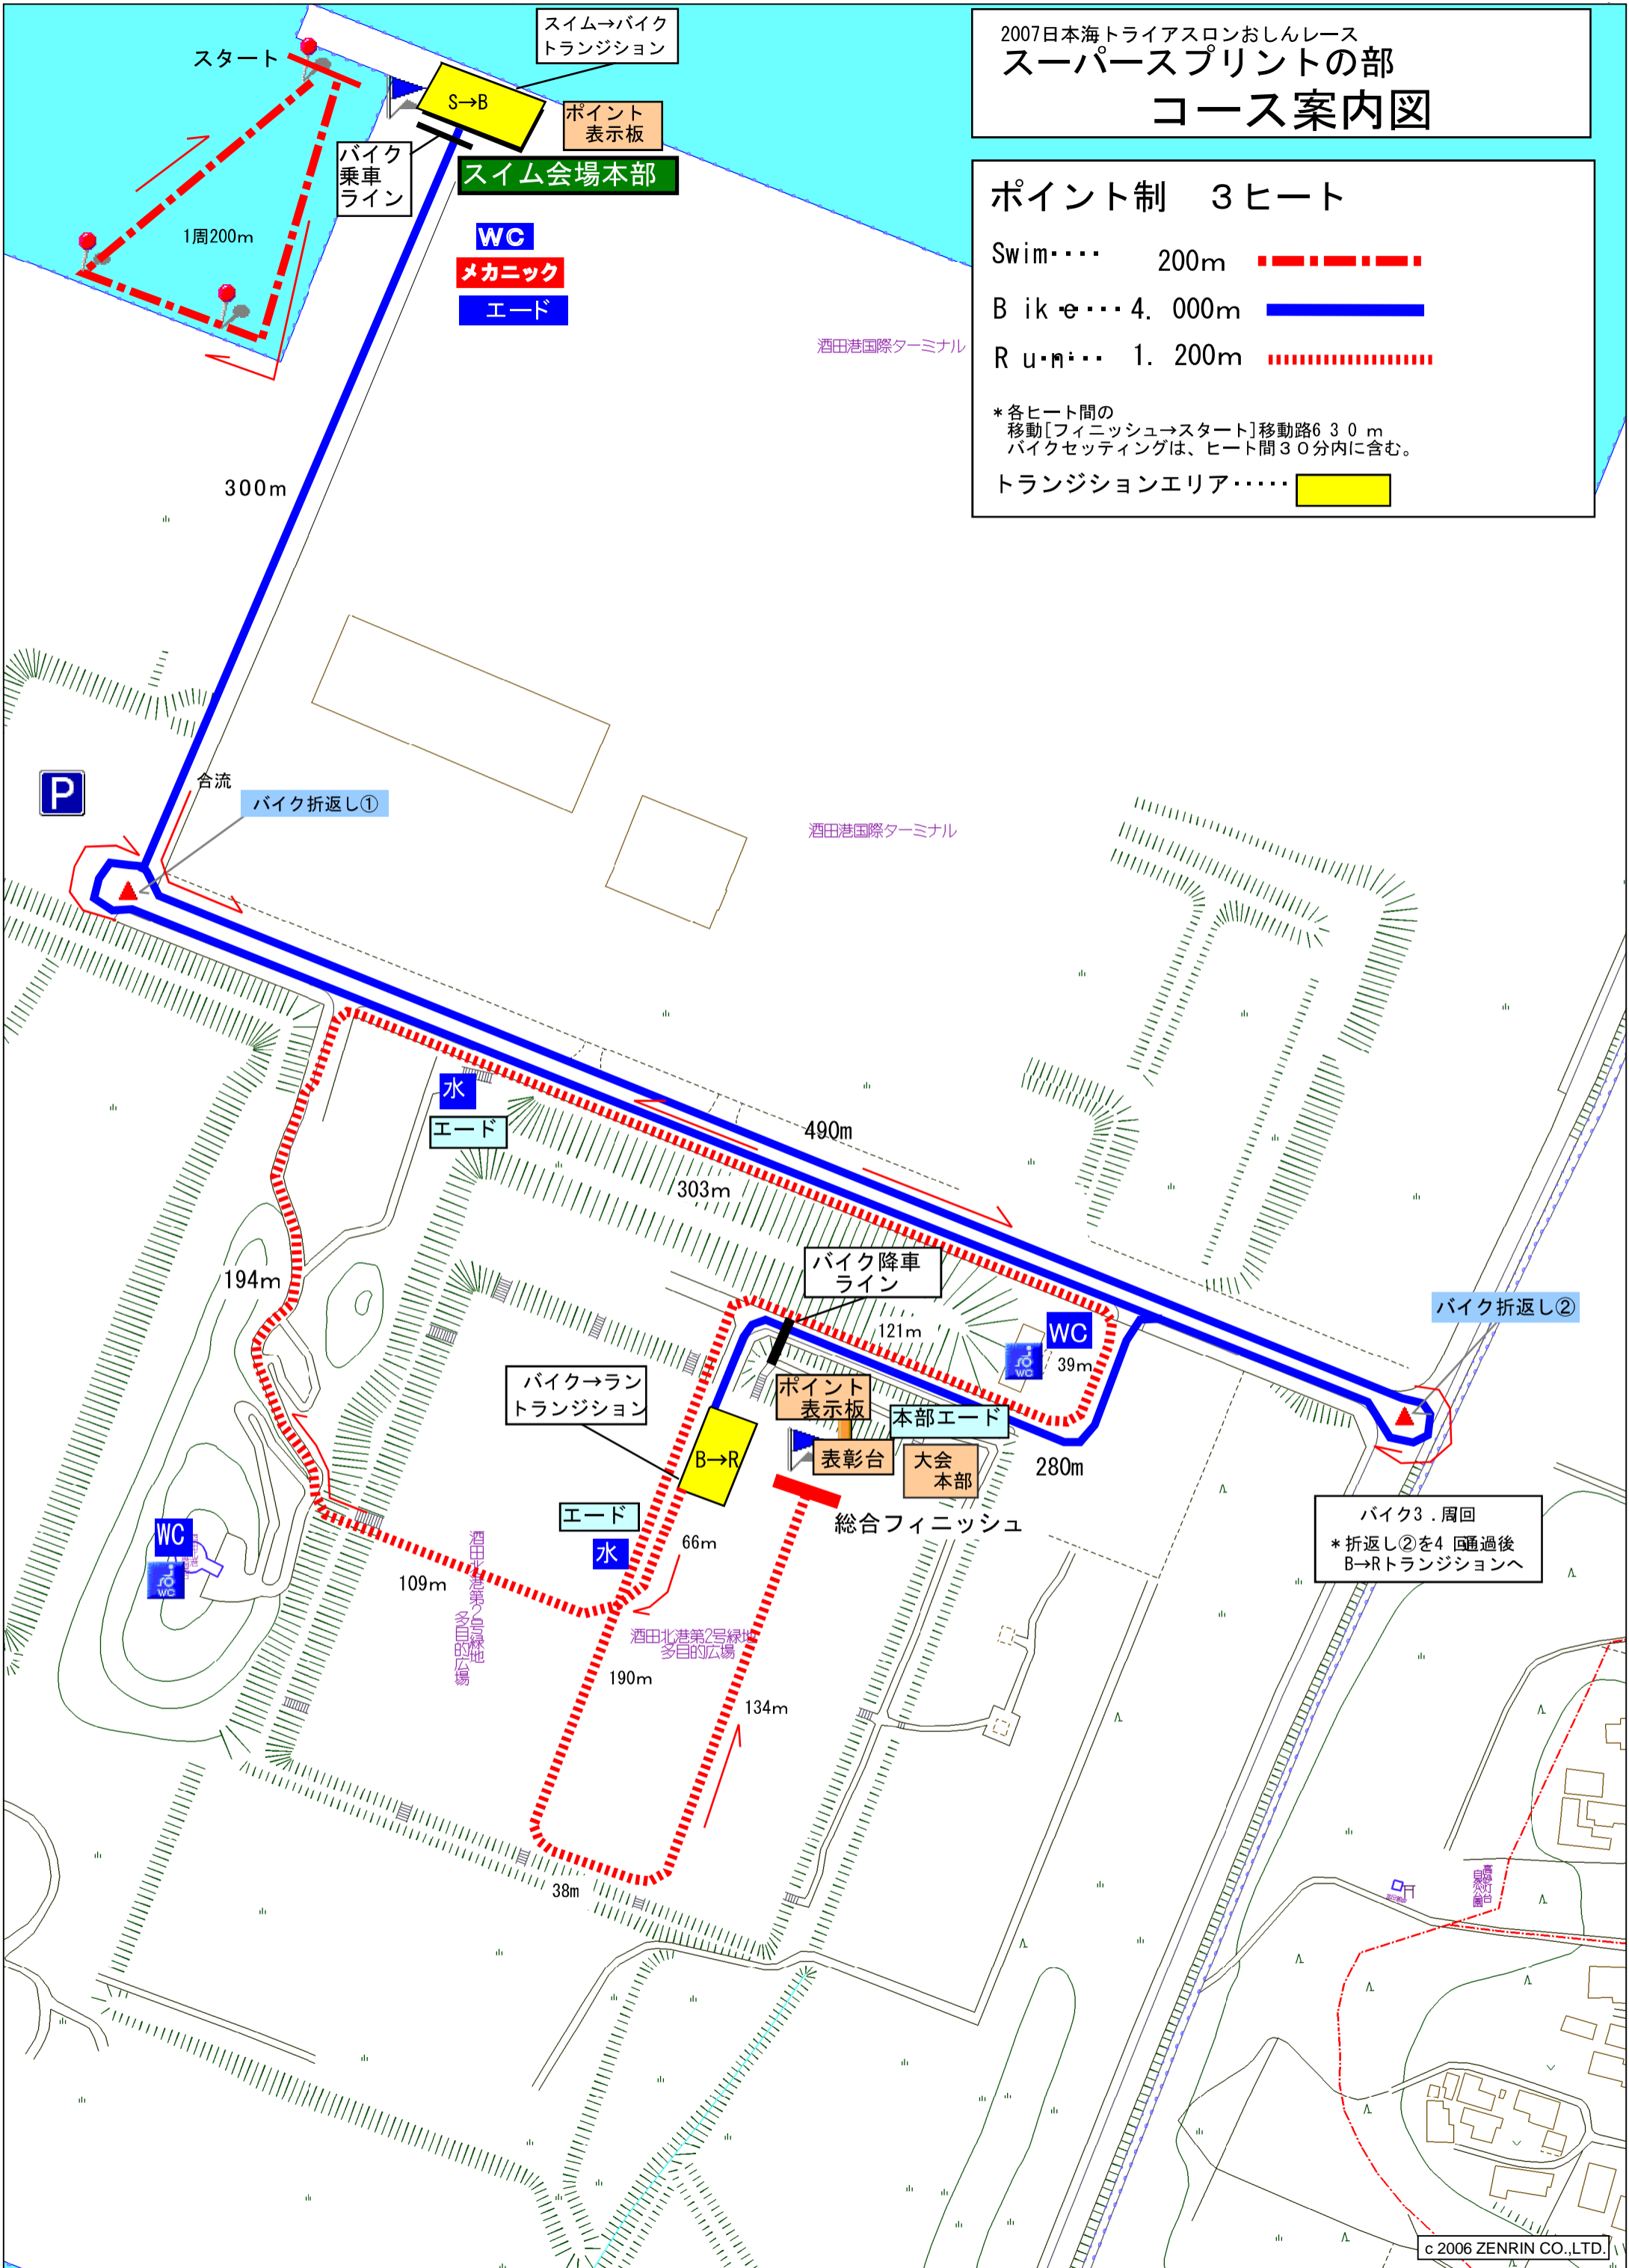 2007日本海トライアスロンおしんレース
スーパースプリントの部
コース案内図
ポイント制　３ヒート
Swim････　200m
Bike････4. 000m
Run････　1. 200m
*各ヒート間の
移動[フィニッシュ→スタート]移動路630m
バイクセッティングは、ヒート間30分内に含む。
トランジションエリア･････
スイム→バイク
トランジション
スタート
S→B
ポイント
表示板
バイク
乗車
ライン
スイム会場本部
1周200m
WC
メカニック
エード
酒田港国際ターミナル
300m
P
合流
バイク折返し①
酒田港国際ターミナル
水
エード
490m
303m
194m
バイク降車
ライン
121m
WC
WC
39m
バイク折返し②
バイク→ラン
トランジション
ポイント
表示板
本部エード
B→R
表彰台
大会
本部
280m
総合フィニッシュ
エード
水
66m
バイク3.周回
*折返し②を4回通過後
B→Rトランジションへ
WC
WC
109m
酒田北港第2号緑地
多目的広場
酒田北港第2号緑地
多目的広場
190m
134m
38m
c 2006 ZENRIN CO.,LTD.